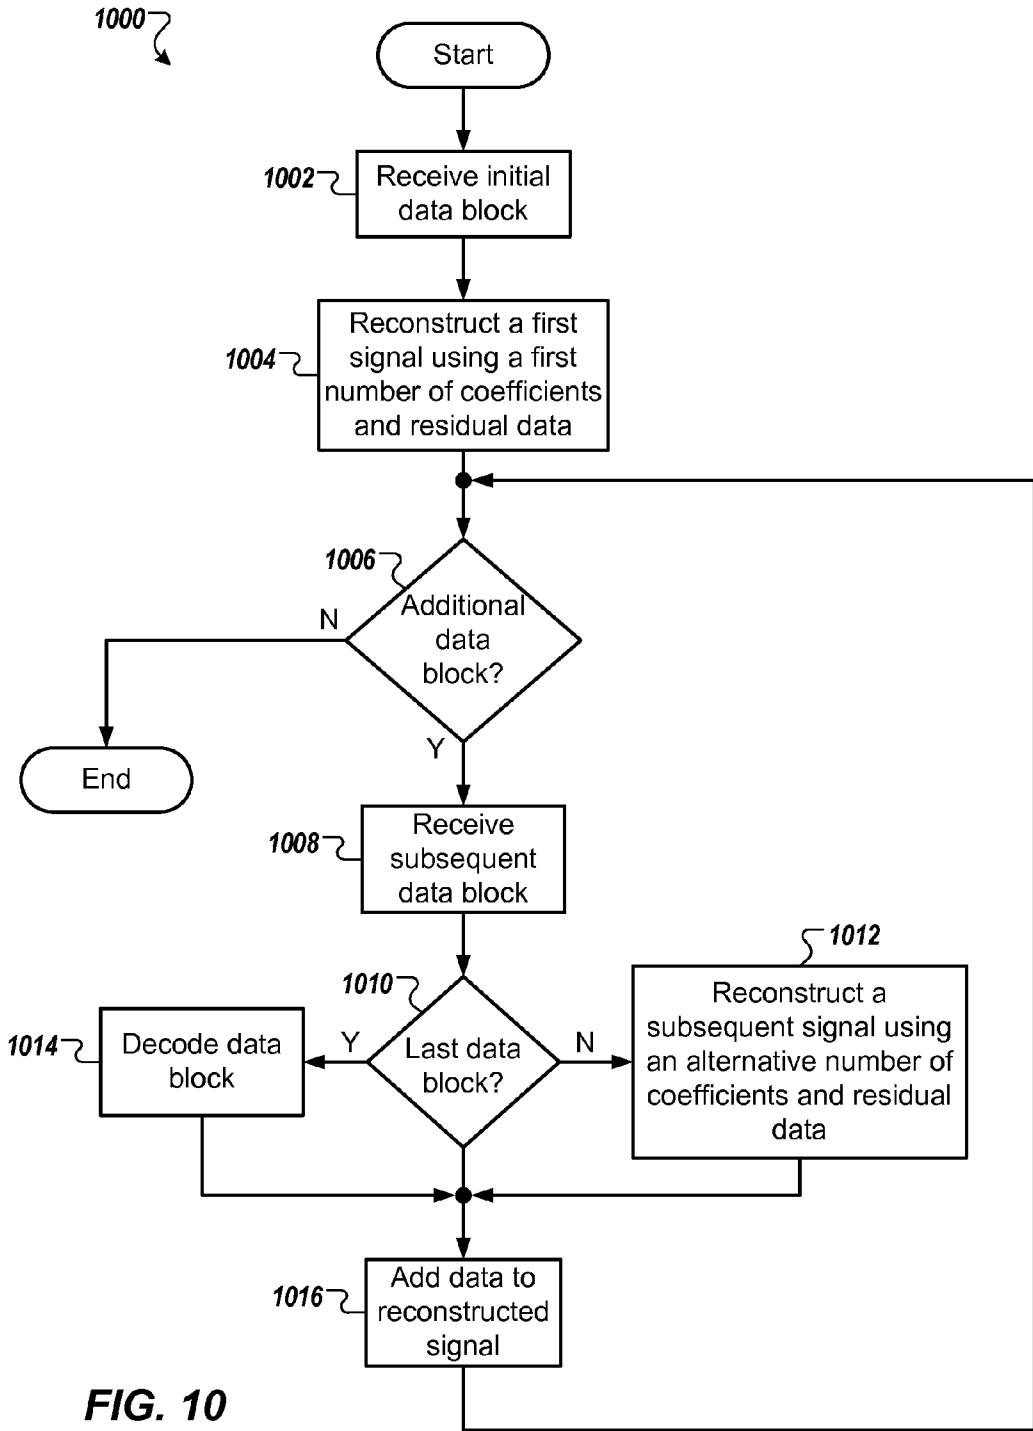 1000
Start
1002
Receive initial
data block
1004
Reconstruct a first
signal using a first
number of coefficients
and residual data
1006
Additional
data
block?
N
Y
End
1008
Receive
subsequent
data block
1010
Last data
block?
Y
N
1012
Reconstruct a
subsequent signal using
an alternative number of
coefficients and residual
data
1014
Decode data
block
1016
Add data to
reconstructed
signal
FIG. 10